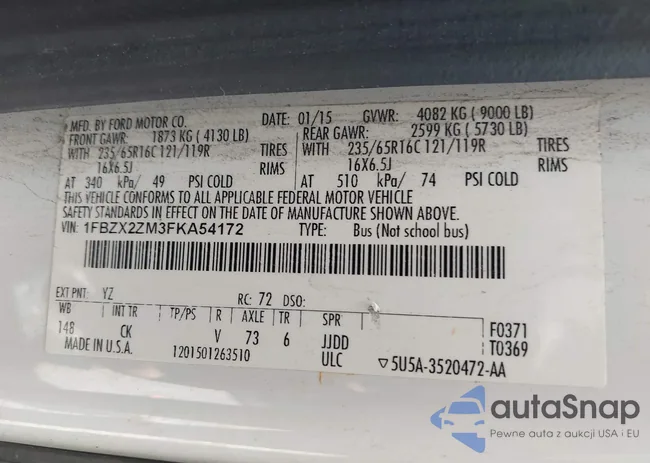 MFD. BY FORD MOTOR CO. DATE: 01/15 GVWR: 4082 KG ( 9000 LB)
FRONT GAWR: 1873 KG ( 4130 LB) REAR GAWR: 2599 KG ( 5730 LB)
WITH 235/65R16C 121/119R TIRES WITH 235/65R16C 121/119R TIRES
16X6.5J RIMS 16X6.5J RIMS
AT 340 kPa/ 49 PSI COLD AT 510 kPa/ 74 PSI COLD
THIS VEHICLE CONFORMS TO ALL APPLICABLE FEDERAL MOTOR VEHICLE
SAFETY STANDARDS IN EFFECT ON THE DATE OF MANUFACTURE SHOWN ABOVE.
VIN: 1FBZX2ZM3FKA54172 TYPE: Bus (Not school bus)
EXT PNT: YZ RC: 72 DSO:
WB INT TR TP/PS R AXLE TR SPR F0371
148 CK V 73 6 JJDD T0369
MADE IN U.S.A. 1201501263510 ULC ▽5U5A-3520472-AA
autaSnap
Pewne auta z aukcji USA i EU